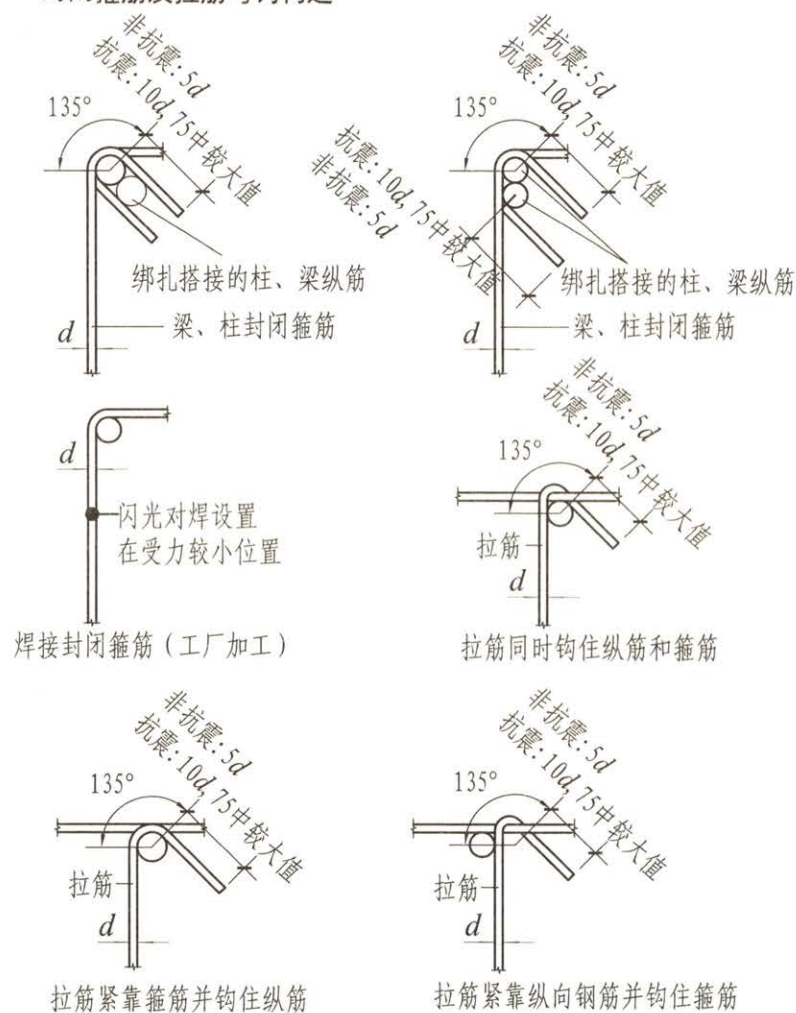 非抗震:5d
抗震:10d,75中较大值
135°
绑扎搭接的柱、梁纵筋
梁、柱封闭箍筋
d
非抗震:5d
抗震:10d,75中较大值
135°
抗震:10d,75中较大值
非抗震:5d
绑扎搭接的柱、梁纵筋
梁、柱封闭箍筋
d
d
闪光对焊设置
在受力较小位置
焊接封闭箍筋(工厂加工)
非抗震:5d
抗震:10d,75中较大值
135°
拉筋
d
拉筋同时钩住纵筋和箍筋
非抗震:5d
抗震:10d,75中较大值
135°
拉筋
d
拉筋紧靠箍筋并钩住纵筋
非抗震:5d
抗震:10d,75中较大值
135°
拉筋
d
拉筋紧靠纵向钢筋并钩住箍筋